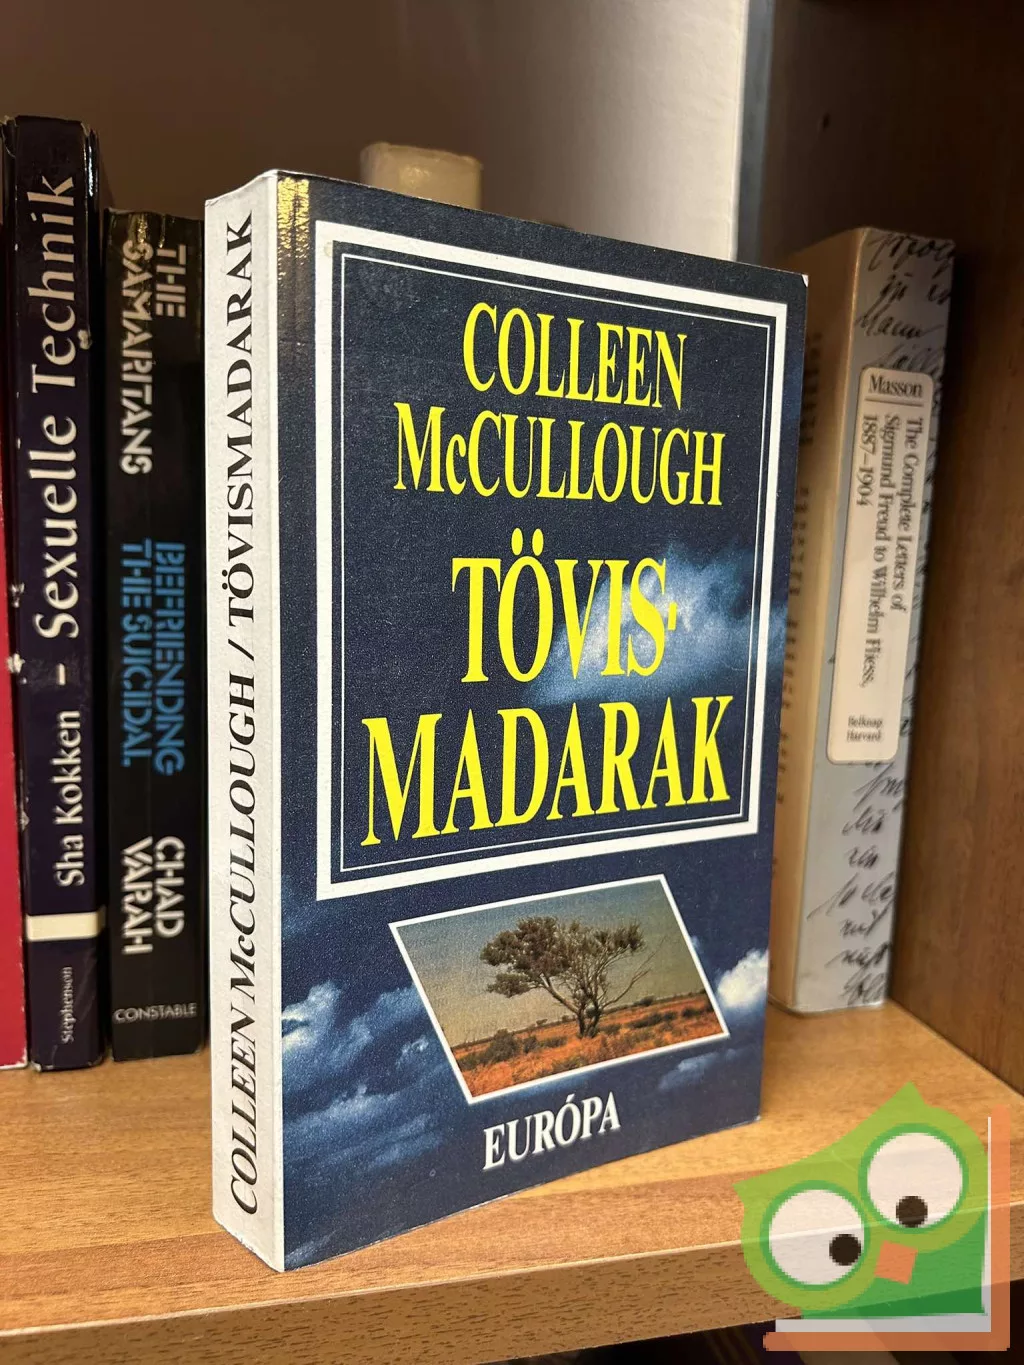 Sha Kokken – Sexuelle Technik
Stephenson
THE
SAMARITANS
BEFRIENDING
THE SUICIDAL
CHAD
VARAH
CONSTABLE
COLLEEN McCULLOUGH / TÖVISMADARAK
COLLEEN
McCULLOUGH
TÖVIS-
MADARAK
EURÓPA
Masson
The Complete Letters of
Sigmund Freud to Wilhelm Fliess,
1887–1904
Belknap
Harvard